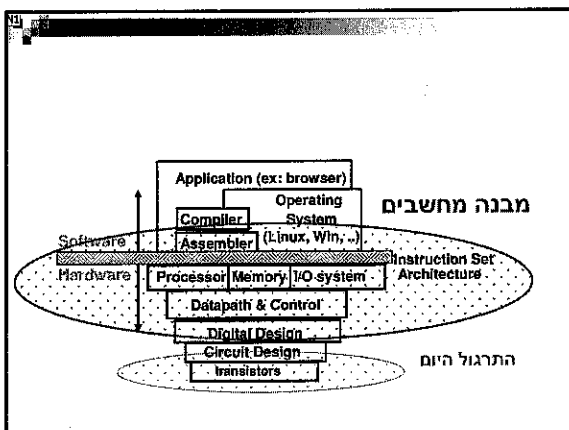 Application (ex: browser)
Operating
System
(Linux, Win, ..)
Compiler
Assembler
מבנה מחשבים
Software
Hardware
Instruction Set
Architecture
Processor Memory I/O system
Datapath & Control
Digital Design
Circuit Design
transistors
התרגול היום